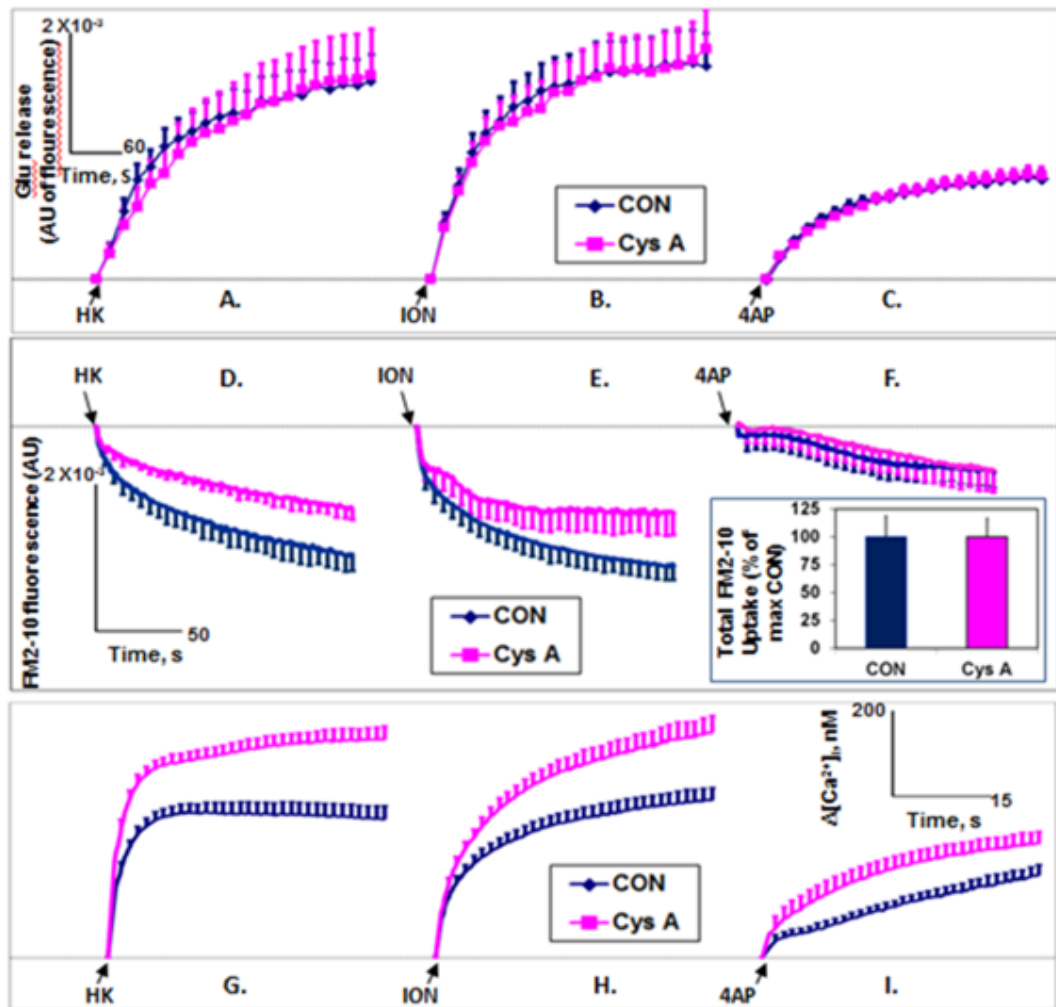 2 X10⁻³
Glu release
(AU of flourescence)
60
Time, s
CON
Cys A
HK
A.
ION
B.
4AP
C.
HK
D.
ION
E.
4AP
F.
FM2-10 fluorescence (AU)
2 X10⁻³
50
Time, s
CON
Cys A
Total FM2-10
Uptake (% of
max CON)
125
100
75
50
25
0
CON
Cys A
200
Δ[Ca²⁺]ᵢ, nM
15
Time, s
CON
Cys A
HK
G.
ION
H.
4AP
I.